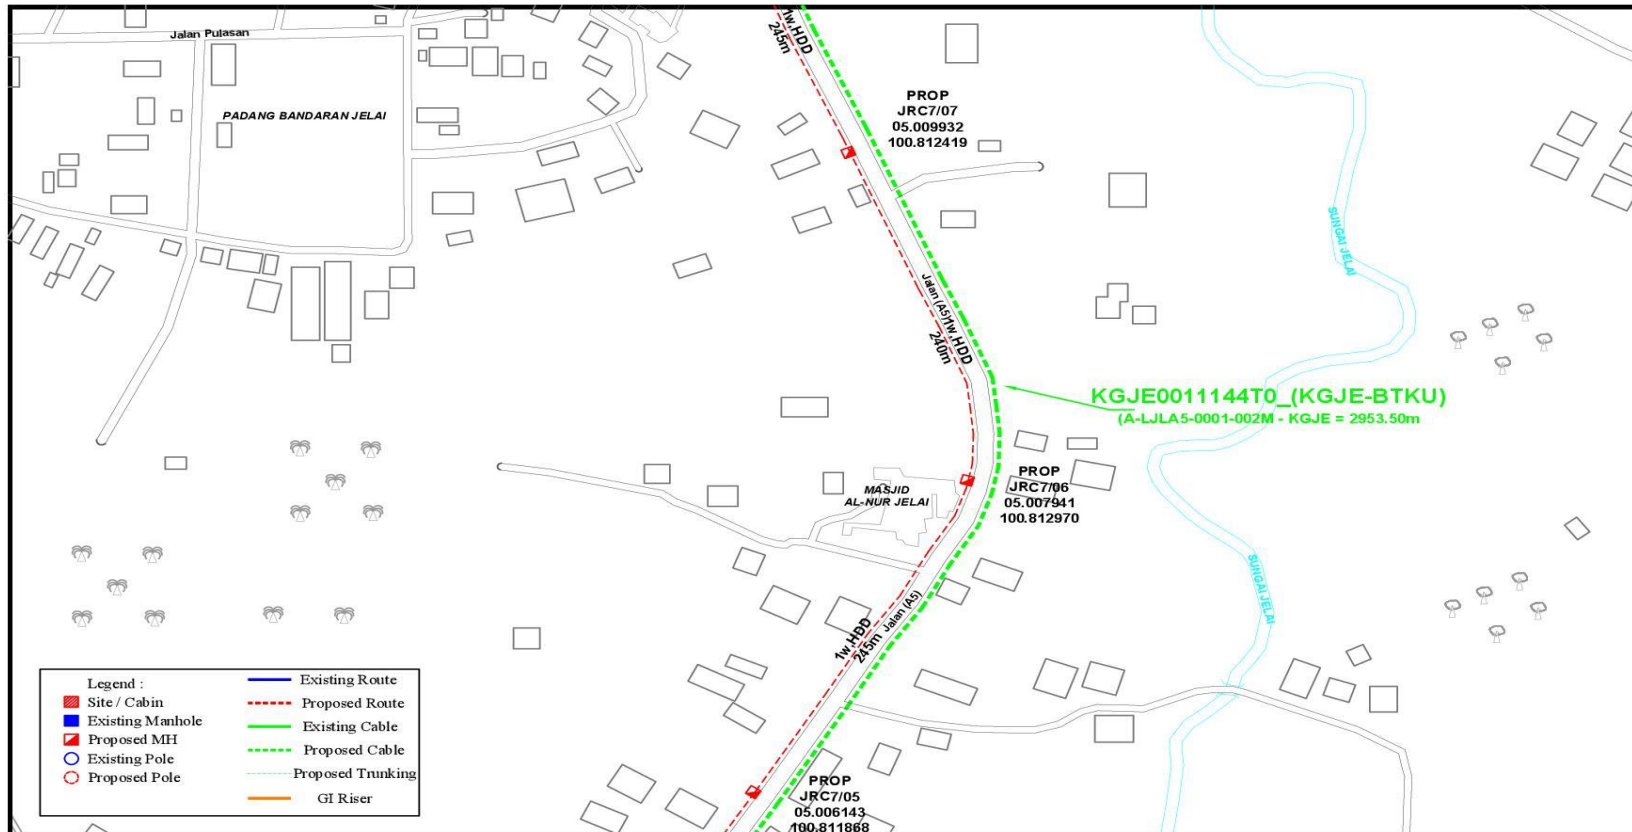 Jalan Pulasan
PADANG BANDARAN JELAI
1w,HDD
245m
PROP
JRC7/07
05.009932
100.812419
SUNGAI JELAI
Jalan (A5)
1w,HDD
240m
KGJE0011144T0_(KGJE-BTKU)
(A-LJLA5-0001-002M - KGJE = 2953.50m
MASJID
AL-NUR JELAI
PROP
JRC7/06
05.007941
100.812970
SUNGAI JELAI
1w,HDD
245m
Jalan (A5)
Legend :
Site / Cabin
Existing Manhole
Proposed MH
Existing Pole
Proposed Pole
Existing Route
Proposed Route
Existing Cable
Proposed Cable
Proposed Trunking
GI Riser
PROP
JRC7/05
05.006143
100.811868